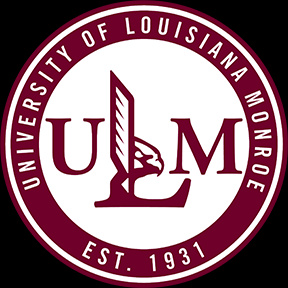 UNIVERSITY OF LOUISIANA MONROE
ULM
EST. 1931